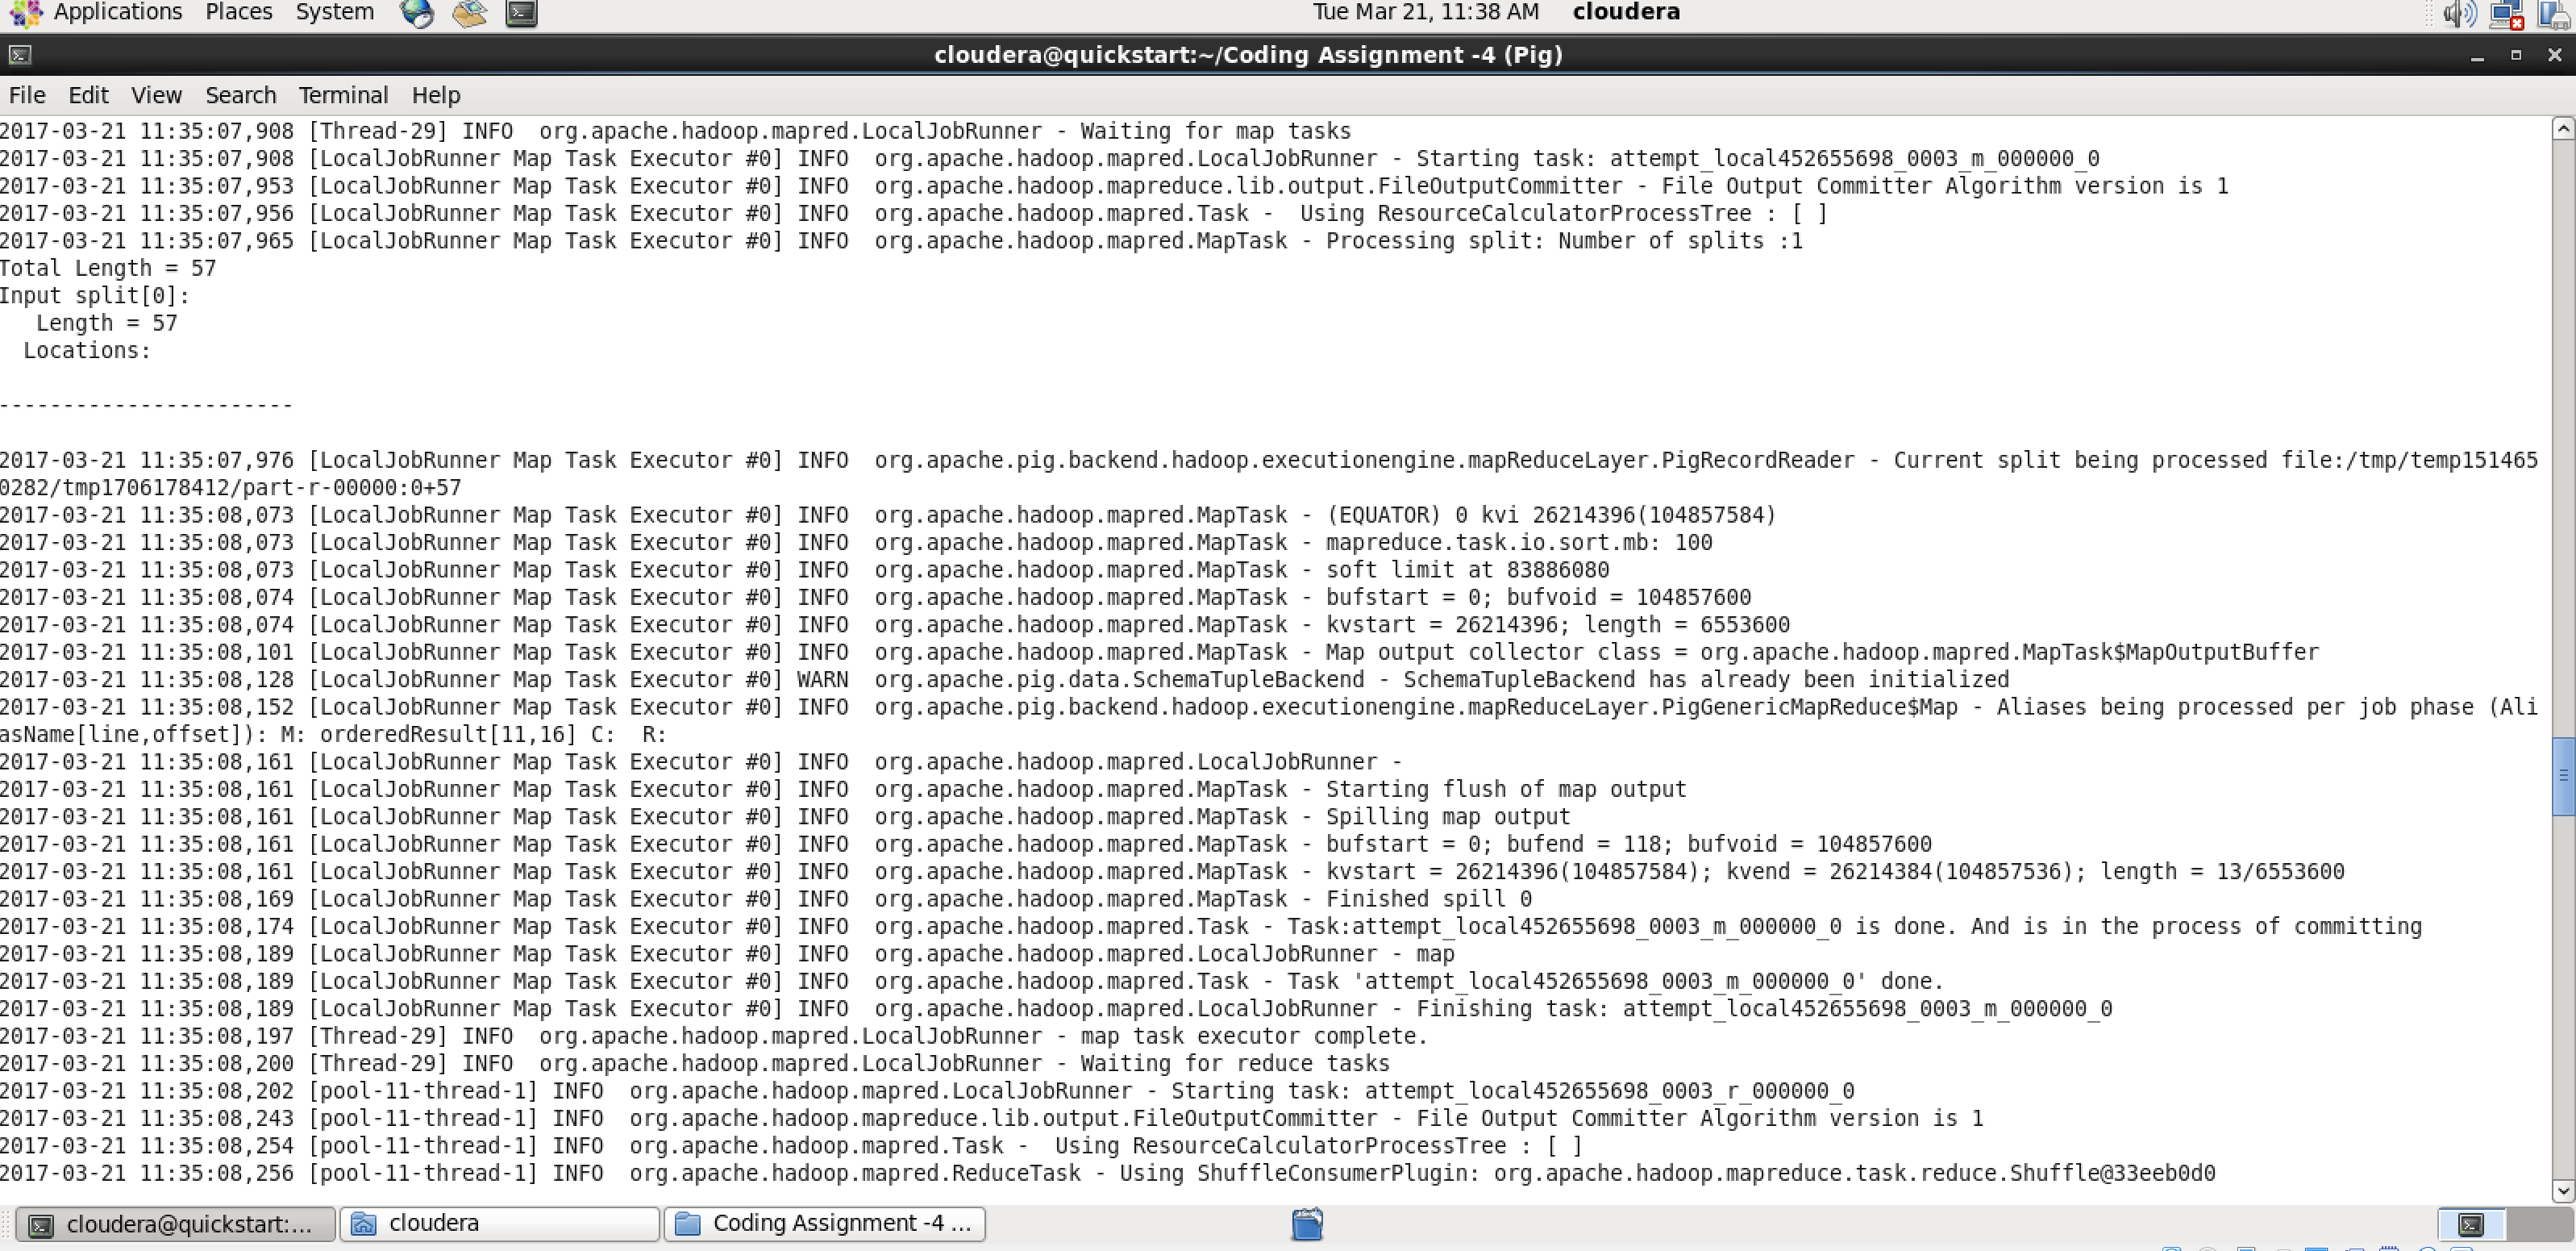 Applications Places System Tue Mar 21, 11:38 AM cloudera
cloudera@quickstart:~/Coding Assignment -4 (Pig)
File Edit View Search Terminal Help
2017-03-21 11:35:07,908 [Thread-29] INFO  org.apache.hadoop.mapred.LocalJobRunner - Waiting for map tasks
2017-03-21 11:35:07,908 [LocalJobRunner Map Task Executor #0] INFO  org.apache.hadoop.mapred.LocalJobRunner - Starting task: attempt_local452655698_0003_m_000000_0
2017-03-21 11:35:07,953 [LocalJobRunner Map Task Executor #0] INFO  org.apache.hadoop.mapreduce.lib.output.FileOutputCommitter - File Output Committer Algorithm version is 1
2017-03-21 11:35:07,956 [LocalJobRunner Map Task Executor #0] INFO  org.apache.hadoop.mapred.Task -  Using ResourceCalculatorProcessTree : [ ]
2017-03-21 11:35:07,965 [LocalJobRunner Map Task Executor #0] INFO  org.apache.hadoop.mapred.MapTask - Processing split: Number of splits :1
Total Length = 57
Input split[0]:
   Length = 57
  Locations:
-----------------------
2017-03-21 11:35:07,976 [LocalJobRunner Map Task Executor #0] INFO  org.apache.pig.backend.hadoop.executionengine.mapReduceLayer.PigRecordReader - Current split being processed file:/tmp/temp151465
0282/tmp1706178412/part-r-00000:0+57
2017-03-21 11:35:08,073 [LocalJobRunner Map Task Executor #0] INFO  org.apache.hadoop.mapred.MapTask - (EQUATOR) 0 kvi 26214396(104857584)
2017-03-21 11:35:08,073 [LocalJobRunner Map Task Executor #0] INFO  org.apache.hadoop.mapred.MapTask - mapreduce.task.io.sort.mb: 100
2017-03-21 11:35:08,073 [LocalJobRunner Map Task Executor #0] INFO  org.apache.hadoop.mapred.MapTask - soft limit at 83886080
2017-03-21 11:35:08,074 [LocalJobRunner Map Task Executor #0] INFO  org.apache.hadoop.mapred.MapTask - bufstart = 0; bufvoid = 104857600
2017-03-21 11:35:08,074 [LocalJobRunner Map Task Executor #0] INFO  org.apache.hadoop.mapred.MapTask - kvstart = 26214396; length = 6553600
2017-03-21 11:35:08,101 [LocalJobRunner Map Task Executor #0] INFO  org.apache.hadoop.mapred.MapTask - Map output collector class = org.apache.hadoop.mapred.MapTask$MapOutputBuffer
2017-03-21 11:35:08,128 [LocalJobRunner Map Task Executor #0] WARN  org.apache.pig.data.SchemaTupleBackend - SchemaTupleBackend has already been initialized
2017-03-21 11:35:08,152 [LocalJobRunner Map Task Executor #0] INFO  org.apache.pig.backend.hadoop.executionengine.mapReduceLayer.PigGenericMapReduce$Map - Aliases being processed per job phase (Ali
asName[line,offset]): M: orderedResult[11,16] C:  R:
2017-03-21 11:35:08,161 [LocalJobRunner Map Task Executor #0] INFO  org.apache.hadoop.mapred.LocalJobRunner -
2017-03-21 11:35:08,161 [LocalJobRunner Map Task Executor #0] INFO  org.apache.hadoop.mapred.MapTask - Starting flush of map output
2017-03-21 11:35:08,161 [LocalJobRunner Map Task Executor #0] INFO  org.apache.hadoop.mapred.MapTask - Spilling map output
2017-03-21 11:35:08,161 [LocalJobRunner Map Task Executor #0] INFO  org.apache.hadoop.mapred.MapTask - bufstart = 0; bufend = 118; bufvoid = 104857600
2017-03-21 11:35:08,161 [LocalJobRunner Map Task Executor #0] INFO  org.apache.hadoop.mapred.MapTask - kvstart = 26214396(104857584); kvend = 26214384(104857536); length = 13/6553600
2017-03-21 11:35:08,169 [LocalJobRunner Map Task Executor #0] INFO  org.apache.hadoop.mapred.MapTask - Finished spill 0
2017-03-21 11:35:08,174 [LocalJobRunner Map Task Executor #0] INFO  org.apache.hadoop.mapred.Task - Task:attempt_local452655698_0003_m_000000_0 is done. And is in the process of committing
2017-03-21 11:35:08,189 [LocalJobRunner Map Task Executor #0] INFO  org.apache.hadoop.mapred.LocalJobRunner - map
2017-03-21 11:35:08,189 [LocalJobRunner Map Task Executor #0] INFO  org.apache.hadoop.mapred.Task - Task 'attempt_local452655698_0003_m_000000_0' done.
2017-03-21 11:35:08,189 [LocalJobRunner Map Task Executor #0] INFO  org.apache.hadoop.mapred.LocalJobRunner - Finishing task: attempt_local452655698_0003_m_000000_0
2017-03-21 11:35:08,197 [Thread-29] INFO  org.apache.hadoop.mapred.LocalJobRunner - map task executor complete.
2017-03-21 11:35:08,200 [Thread-29] INFO  org.apache.hadoop.mapred.LocalJobRunner - Waiting for reduce tasks
2017-03-21 11:35:08,202 [pool-11-thread-1] INFO  org.apache.hadoop.mapred.LocalJobRunner - Starting task: attempt_local452655698_0003_r_000000_0
2017-03-21 11:35:08,243 [pool-11-thread-1] INFO  org.apache.hadoop.mapreduce.lib.output.FileOutputCommitter - File Output Committer Algorithm version is 1
2017-03-21 11:35:08,254 [pool-11-thread-1] INFO  org.apache.hadoop.mapred.Task -  Using ResourceCalculatorProcessTree : [ ]
2017-03-21 11:35:08,256 [pool-11-thread-1] INFO  org.apache.hadoop.mapred.ReduceTask - Using ShuffleConsumerPlugin: org.apache.hadoop.mapreduce.task.reduce.Shuffle@33eeb0d0
cloudera@quickstart:... cloudera Coding Assignment -4 ...